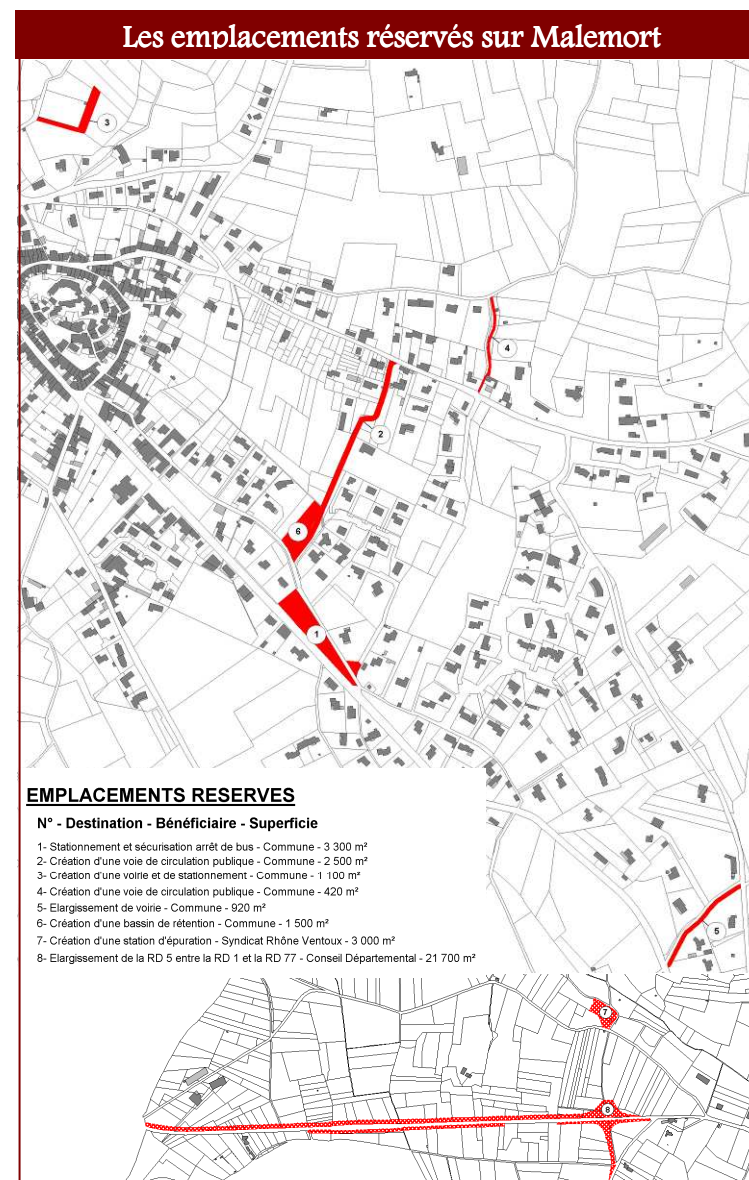 Les emplacements réservés sur Malemort
3
4
2
6
1
EMPLACEMENTS RESERVES
N° - Destination - Bénéficiaire - Superficie
1- Stationnement et sécurisation arrêt de bus - Commune - 3 300 m²
2- Création d'une voie de circulation publique - Commune - 2 500 m²
3- Création d'une voirie et de stationnement - Commune - 1 100 m²
4- Création d'une voie de circulation publique - Commune - 420 m²
5- Elargissement de voirie - Commune - 920 m²
6- Création d'une bassin de rétention - Commune - 1 500 m²
7- Création d'une station d'épuration - Syndicat Rhône Ventoux - 3 000 m²
8- Elargissement de la RD 5 entre la RD 1 et la RD 77 - Conseil Départemental - 21 700 m²
5
7
8